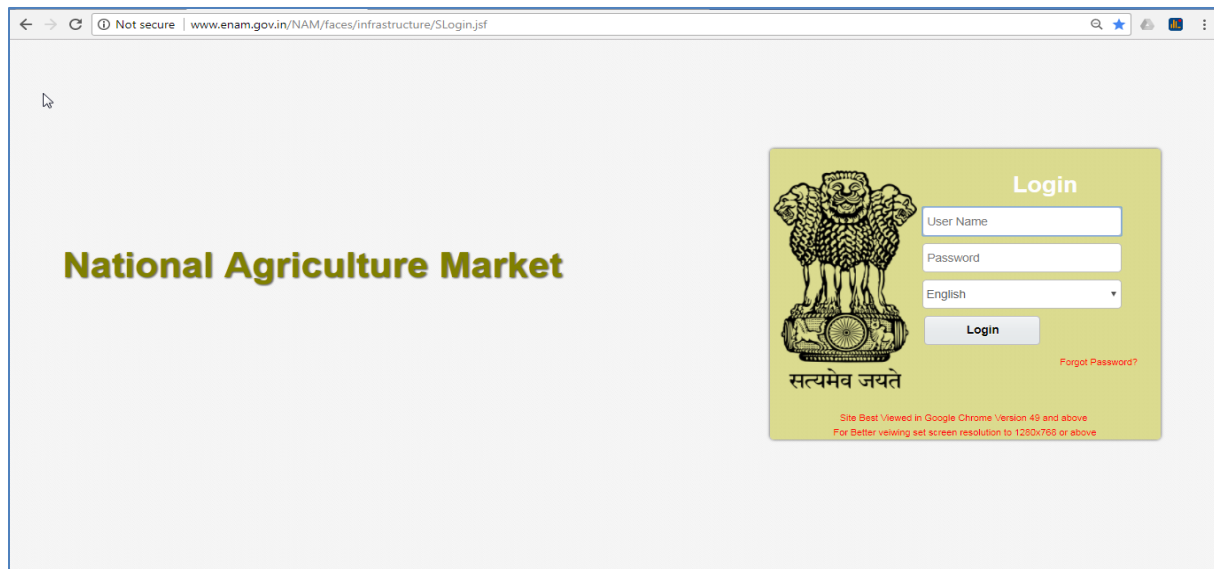 Not secure | www.enam.gov.in/NAM/faces/infrastructure/SLogin.jsf
National Agriculture Market
Login
User Name
Password
English
Login
Forgot Password?
सत्यमेव जयते
Site Best Viewed in Google Chrome Version 49 and above
For Better veiwing set screen resolution to 1280x768 or above